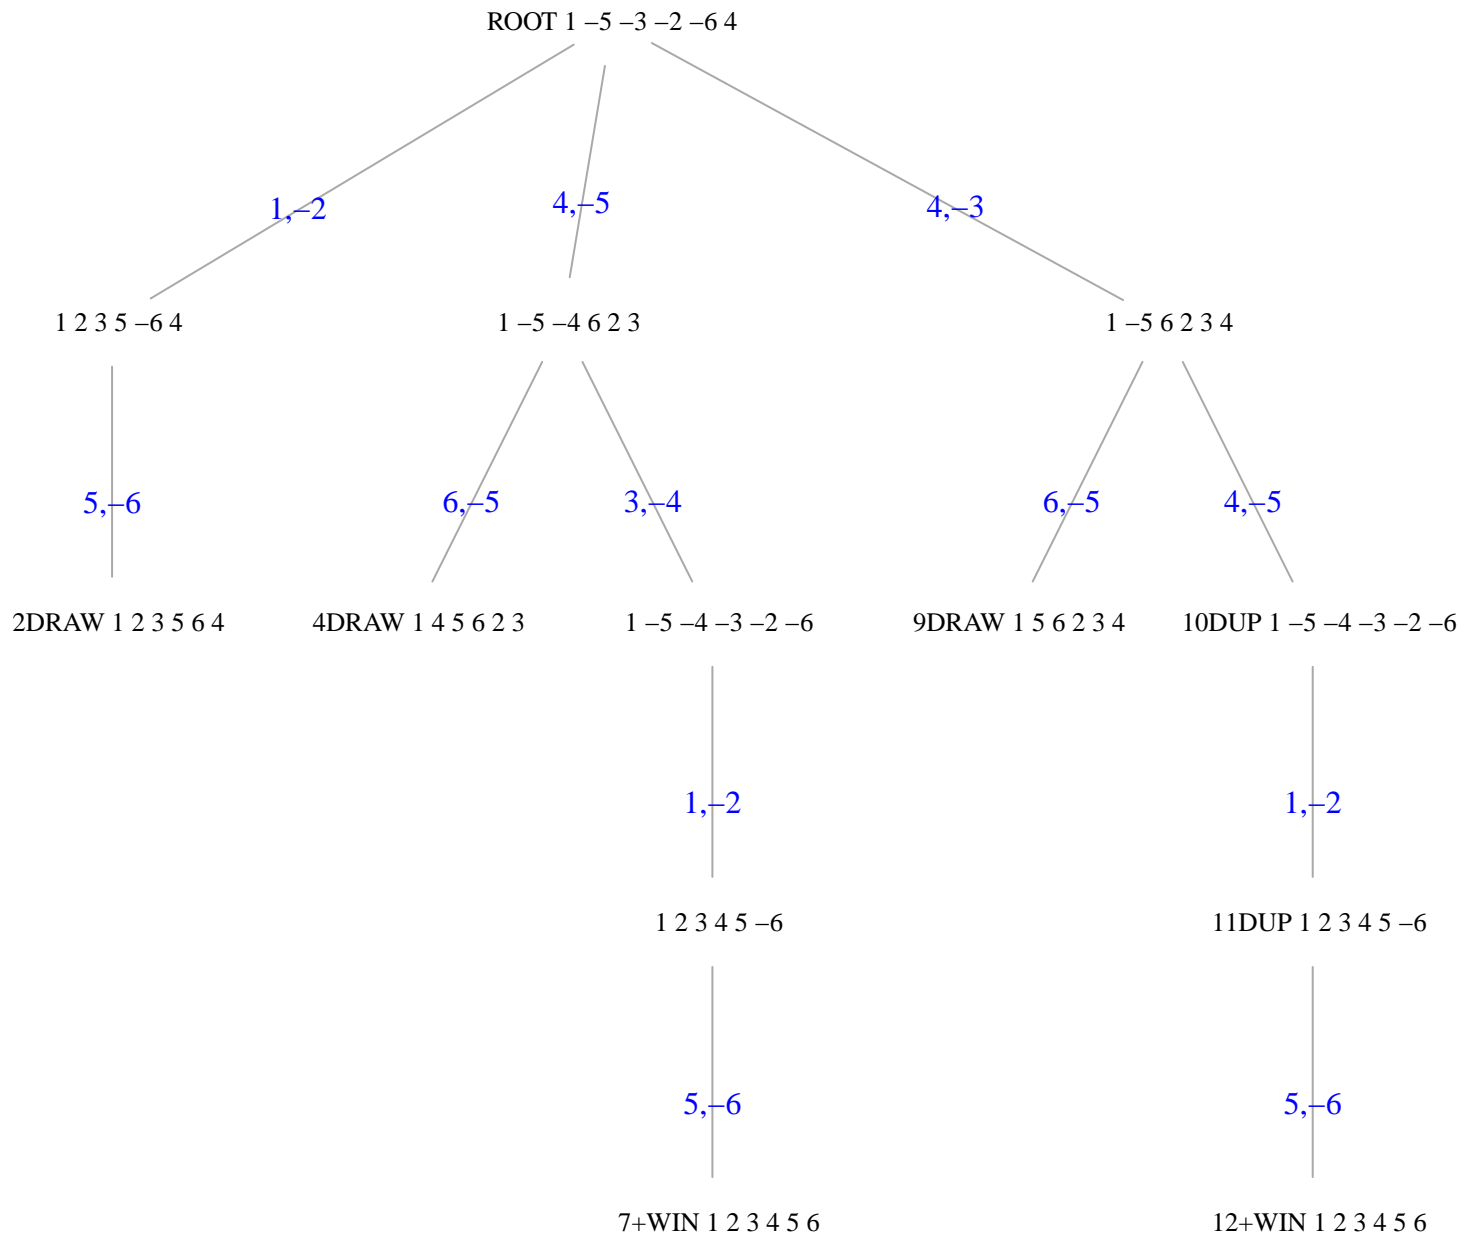 ROOT 1 –5 –3 –2 –6 4
1,–2
4,–5
4,–3
1 2 3 5 –6 4
1 –5 –4 6 2 3
1 –5 6 2 3 4
5,–6
6,–5
3,–4
6,–5
4,–5
2DRAW 1 2 3 5 6 4
4DRAW 1 4 5 6 2 3
1 –5 –4 –3 –2 –6
9DRAW 1 5 6 2 3 4
10DUP 1 –5 –4 –3 –2 –6
1,–2
1,–2
1 2 3 4 5 –6
11DUP 1 2 3 4 5 –6
5,–6
5,–6
7+WIN 1 2 3 4 5 6
12+WIN 1 2 3 4 5 6